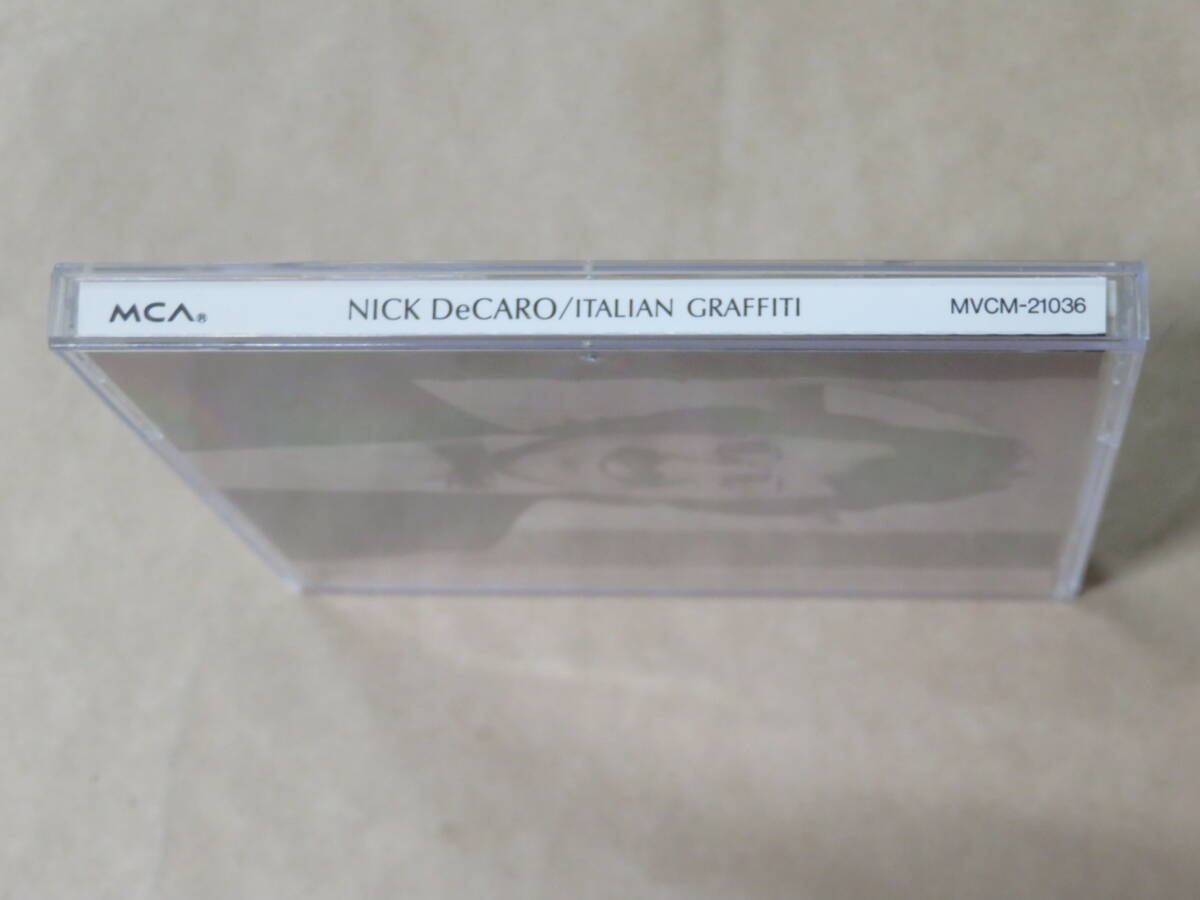 MCA® NICK DeCARO/ITALIAN GRAFFITI MVCM-21036